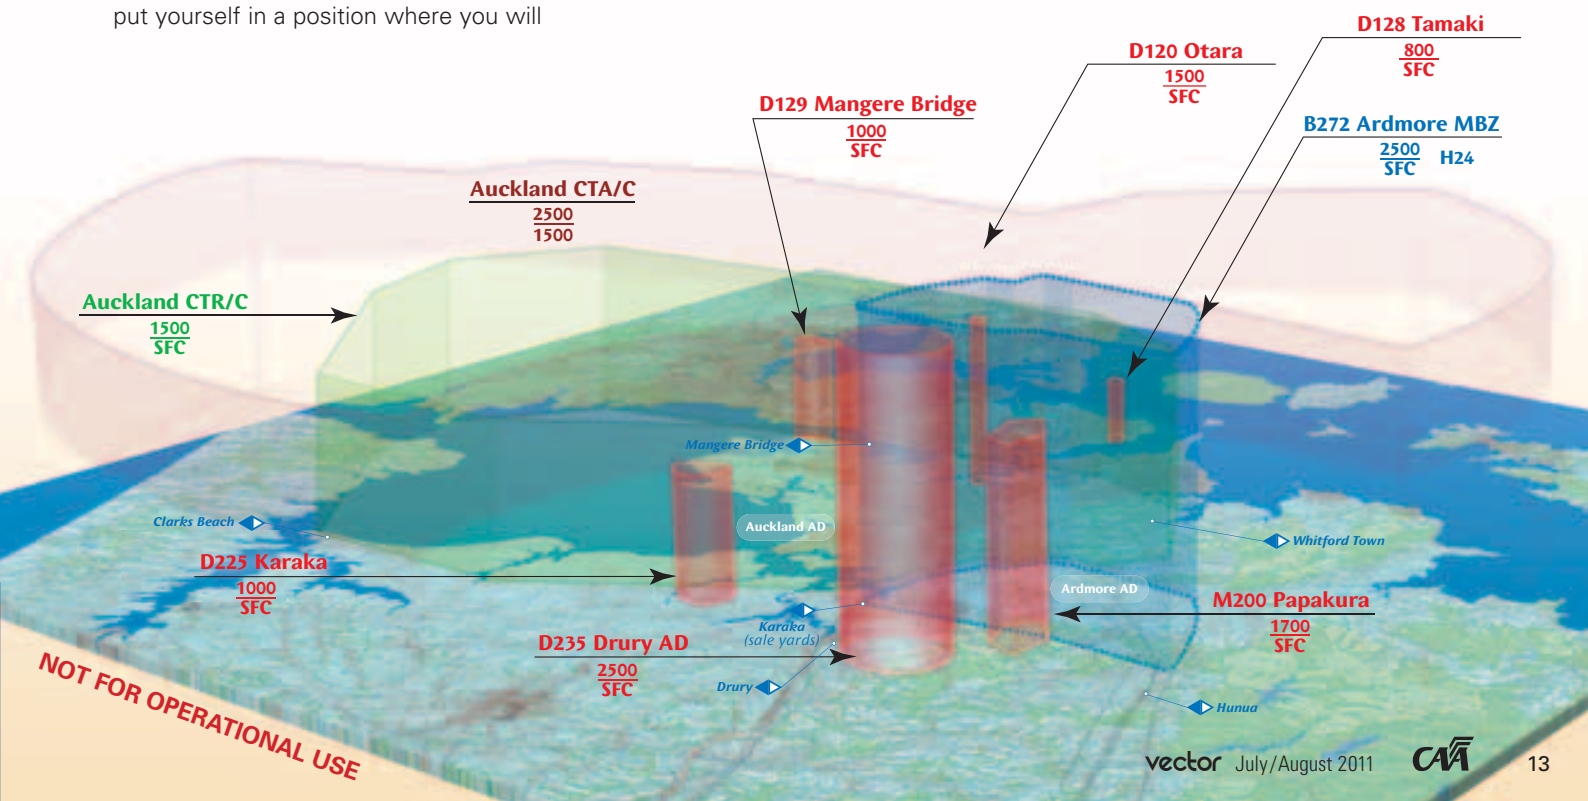 put yourself in a position where you will
D128 Tamaki
800
SFC
D120 Otara
1500
SFC
D129 Mangere Bridge
1000
SFC
B272 Ardmore MBZ
2500
SFC
H24
Auckland CTA/C
2500
1500
Auckland CTR/C
1500
SFC
Mangere Bridge
Clarks Beach
Auckland AD
Whitford Town
D225 Karaka
1000
SFC
Ardmore AD
M200 Papakura
1700
SFC
Karaka
(sale yards)
D235 Drury AD
2500
SFC
Drury
Hunua
NOT FOR OPERATIONAL USE
vector July/August 2011
CAA
13